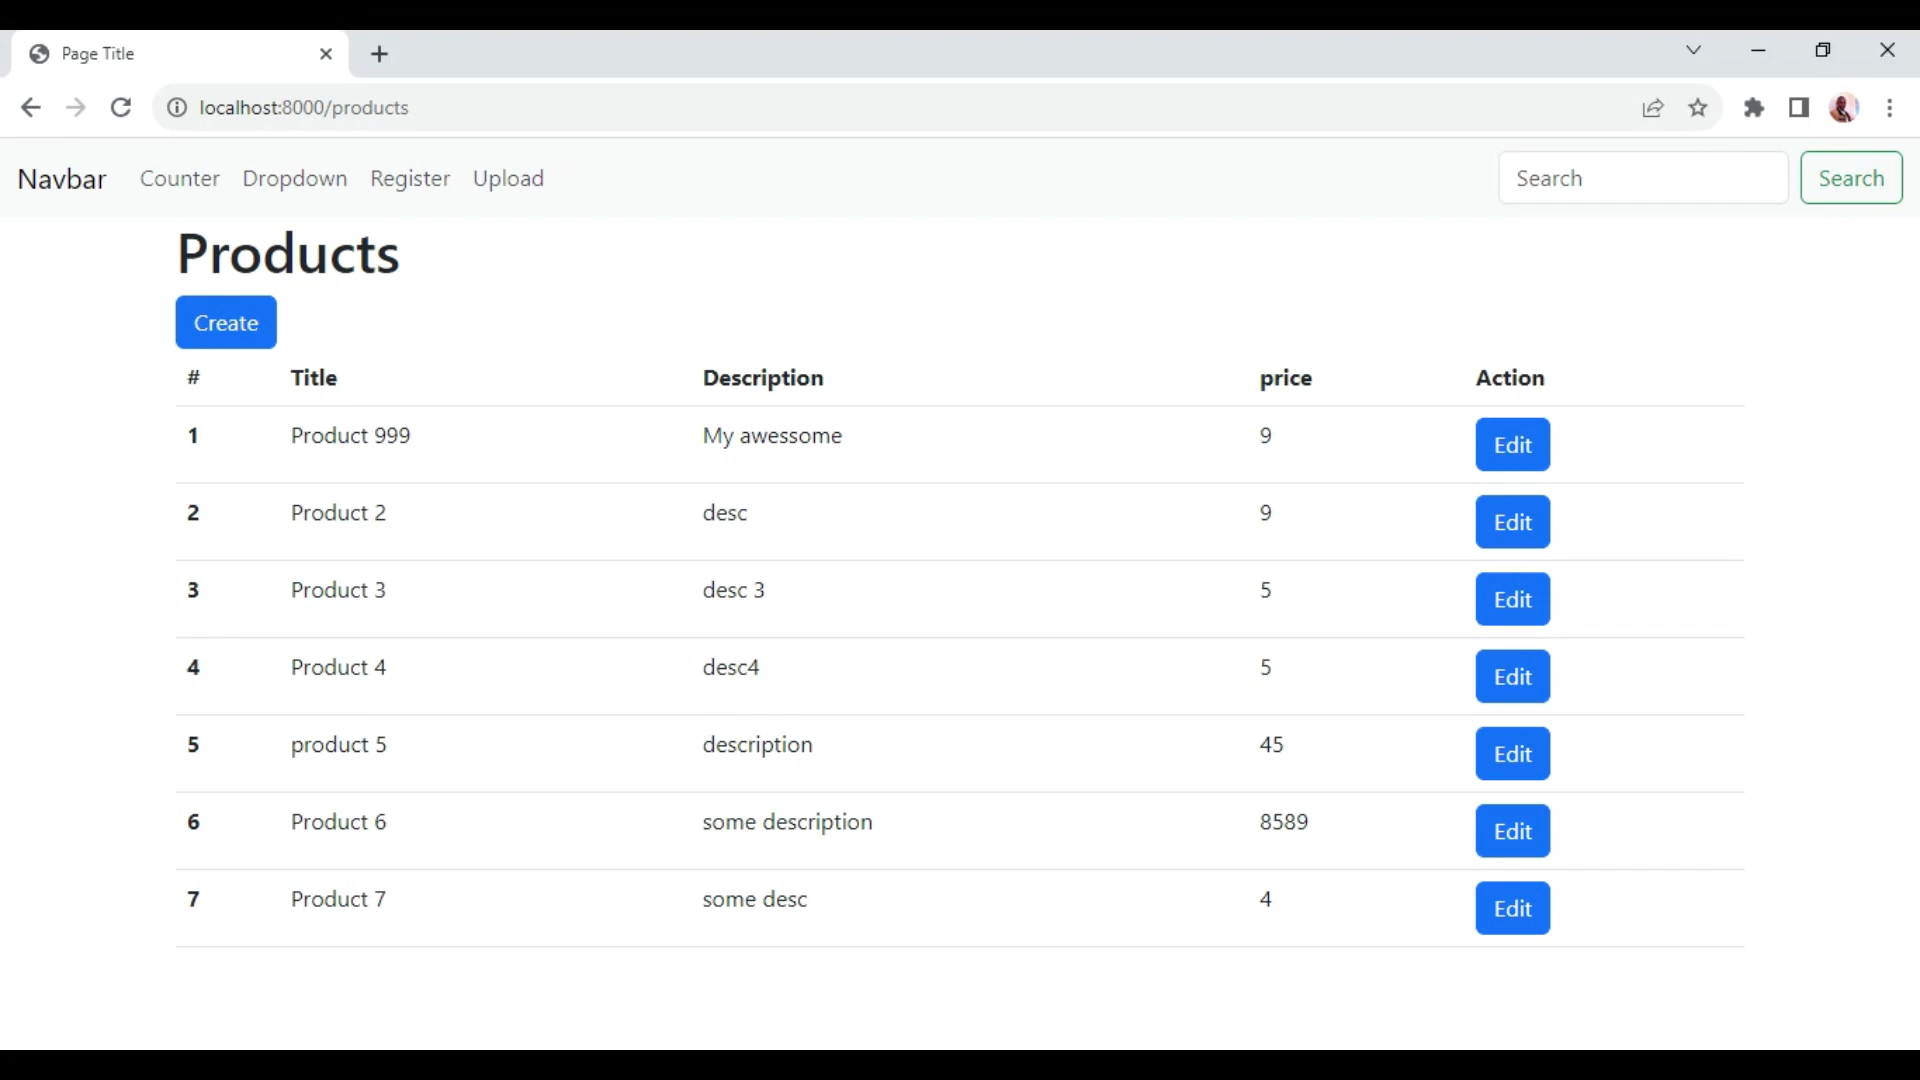 Page Title
localhost:8000/products
Navbar Counter Dropdown Register Upload Search Search
Products
Create
# Title Description price Action
1 Product 999 My awessome 9 Edit
2 Product 2 desc 9 Edit
3 Product 3 desc 3 5 Edit
4 Product 4 desc4 5 Edit
5 product 5 description 45 Edit
6 Product 6 some description 8589 Edit
7 Product 7 some desc 4 Edit